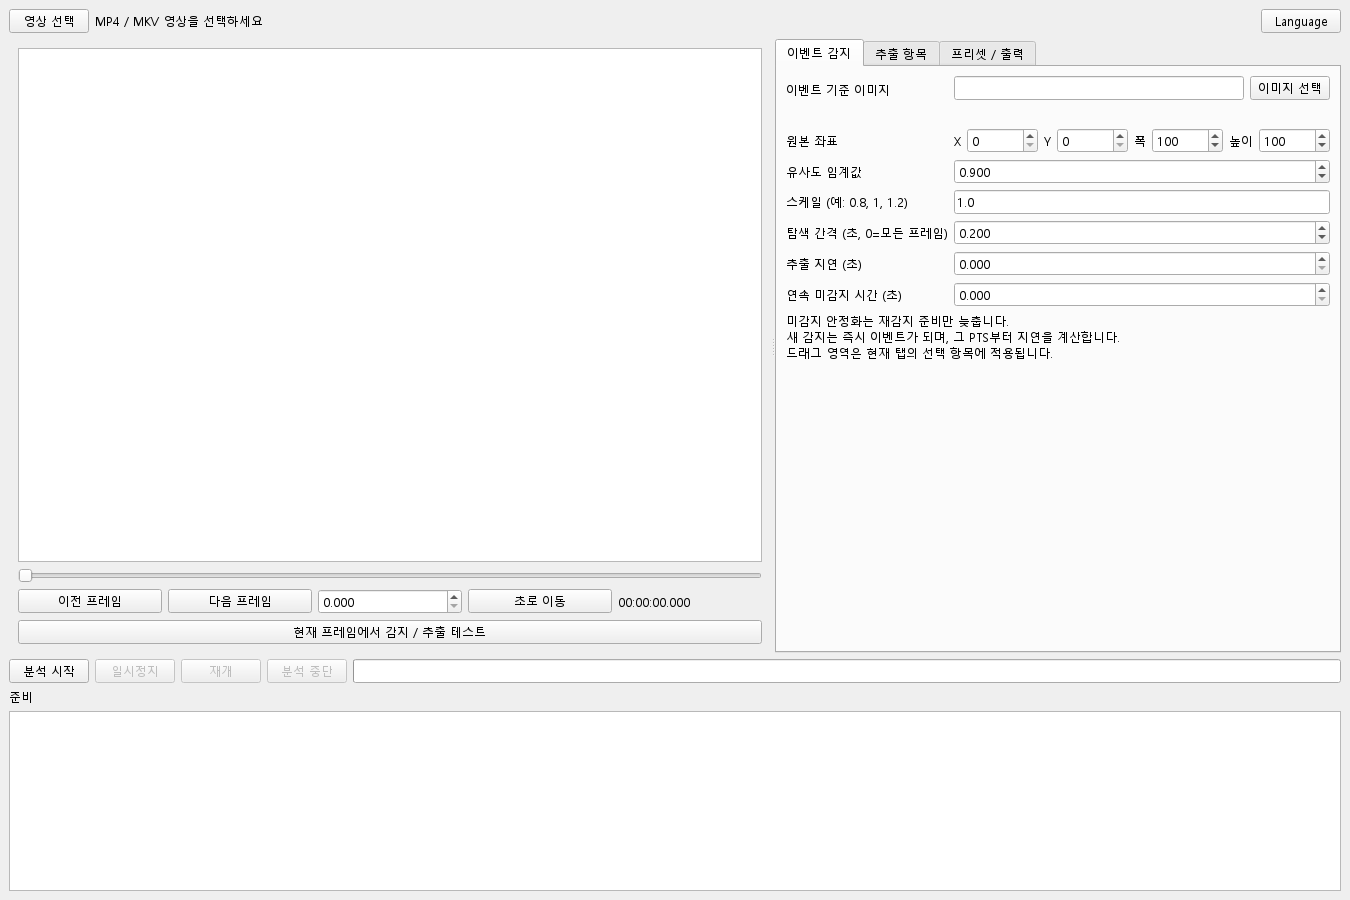 영상 선택 MP4 / MKV 영상을 선택하세요 Language
이벤트 감지 추출 항목 프리셋 / 출력
이벤트 기준 이미지 이미지 선택
원본 좌표 X 0 Y 0 폭 100 높이 100
유사도 임계값 0.900
스케일 (예: 0.8, 1, 1.2) 1.0
탐색 간격 (초, 0=모든 프레임) 0.200
추출 지연 (초) 0.000
연속 미감지 시간 (초) 0.000
미감지 안정화는 재감지 준비만 늦춥니다.
새 감지는 즉시 이벤트가 되며, 그 PTS부터 지연을 계산합니다.
드래그 영역은 현재 탭의 선택 항목에 적용됩니다.
이전 프레임 다음 프레임 0.000 초로 이동 00:00:00.000
현재 프레임에서 감지 / 추출 테스트
분석 시작 일시정지 재개 분석 중단
준비